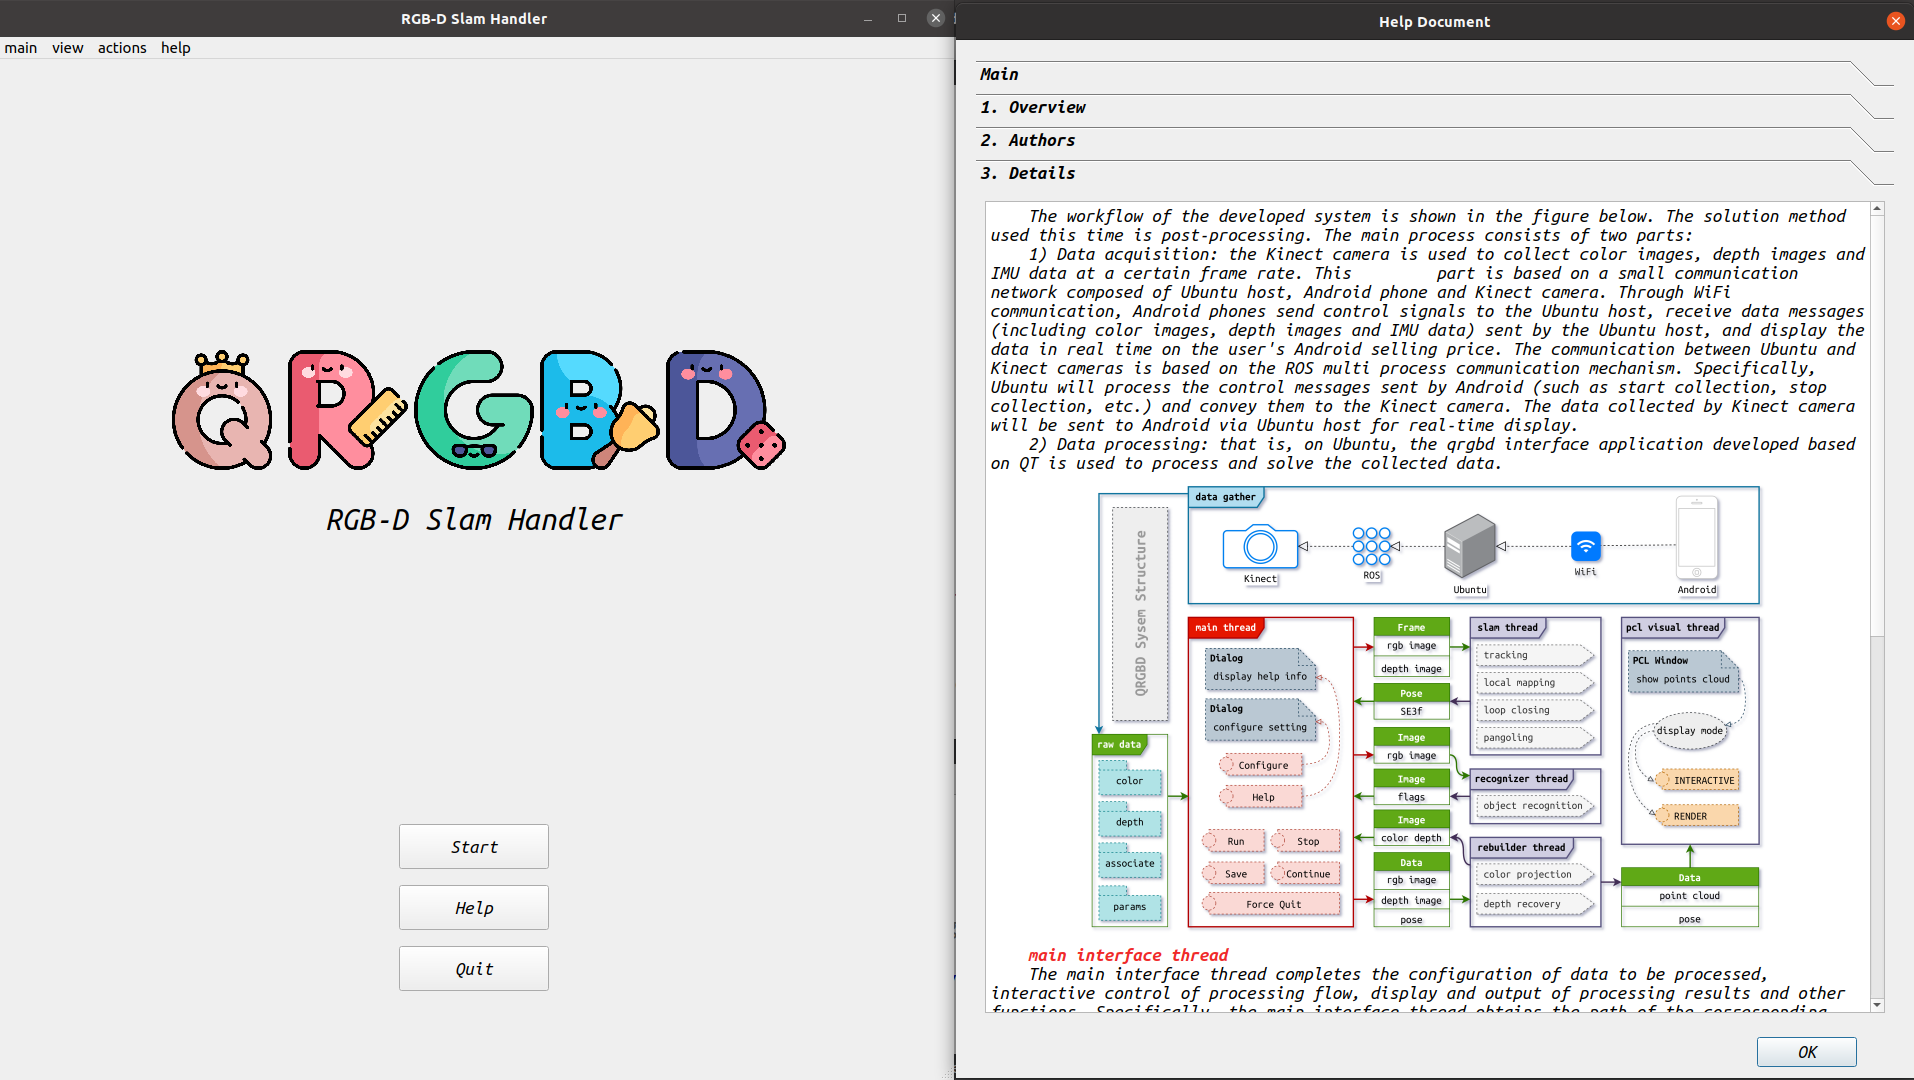 RGB-D Slam Handler
main view actions help
QRGBD
RGB-D Slam Handler
Start
Help
Quit
Help Document
Main
1. Overview
2. Authors
3. Details
The workflow of the developed system is shown in the figure below. The solution method
used this time is post-processing. The main process consists of two parts:
1) Data acquisition: the Kinect camera is used to collect color images, depth images and
IMU data at a certain frame rate. This part is based on a small communication
network composed of Ubuntu host, Android phone and Kinect camera. Through WiFi
communication, Android phones send control signals to the Ubuntu host, receive data messages
(including color images, depth images and IMU data) sent by the Ubuntu host, and display the
data in real time on the user's Android selling price. The communication between Ubuntu and
Kinect cameras is based on the ROS multi process communication mechanism. Specifically,
Ubuntu will process the control messages sent by Android (such as start collection, stop
collection, etc.) and convey them to the Kinect camera. The data collected by Kinect camera
will be sent to Android via Ubuntu host for real-time display.
2) Data processing: that is, on Ubuntu, the qrgbd interface application developed based
on QT is used to process and solve the collected data.
data gather
Kinect
ROS
Ubuntu
WiFi
Android
QRGBD Sysem Structure
raw data
color
depth
associate
params
main thread
Dialog
display help info
Dialog
configure setting
Configure
Help
Run
Stop
Save
Continue
Force Quit
Frame
rgb image
depth image
Pose
SE3f
Image
rgb image
Image
flags
Image
color depth
Data
rgb image
depth image
pose
slam thread
tracking
local mapping
loop closing
pangoling
recognizer thread
object recognition
rebuilder thread
color projection
depth recovery
pcl visual thread
PCL Window
show points cloud
display mode
INTERACTIVE
RENDER
Data
point cloud
pose
main interface thread
The main interface thread completes the configuration of data to be processed,
interactive control of processing flow, display and output of processing results and other
functions. Specifically, the main interface thread obtains the path of the corresponding
OK